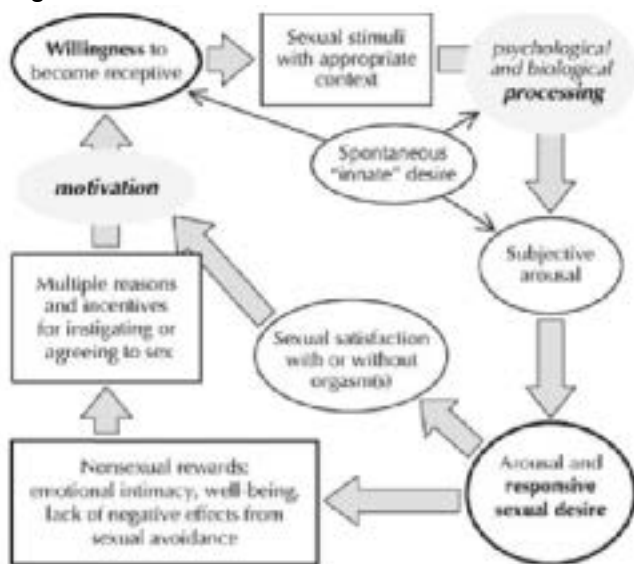 Willingness to
become receptive
Sexual stimuli
with appropriate
context
psychological
and biological
processing
Spontaneous
"innate" desire
motivation
Subjective
arousal
Multiple reasons
and incentives
for instigating or
agreeing to sex
Sexual satisfaction
with or without
orgasm(s)
Nonsexual rewards:
emotional intimacy, well-being,
lack of negative effects from
sexual avoidance
Arousal and
responsive
sexual desire